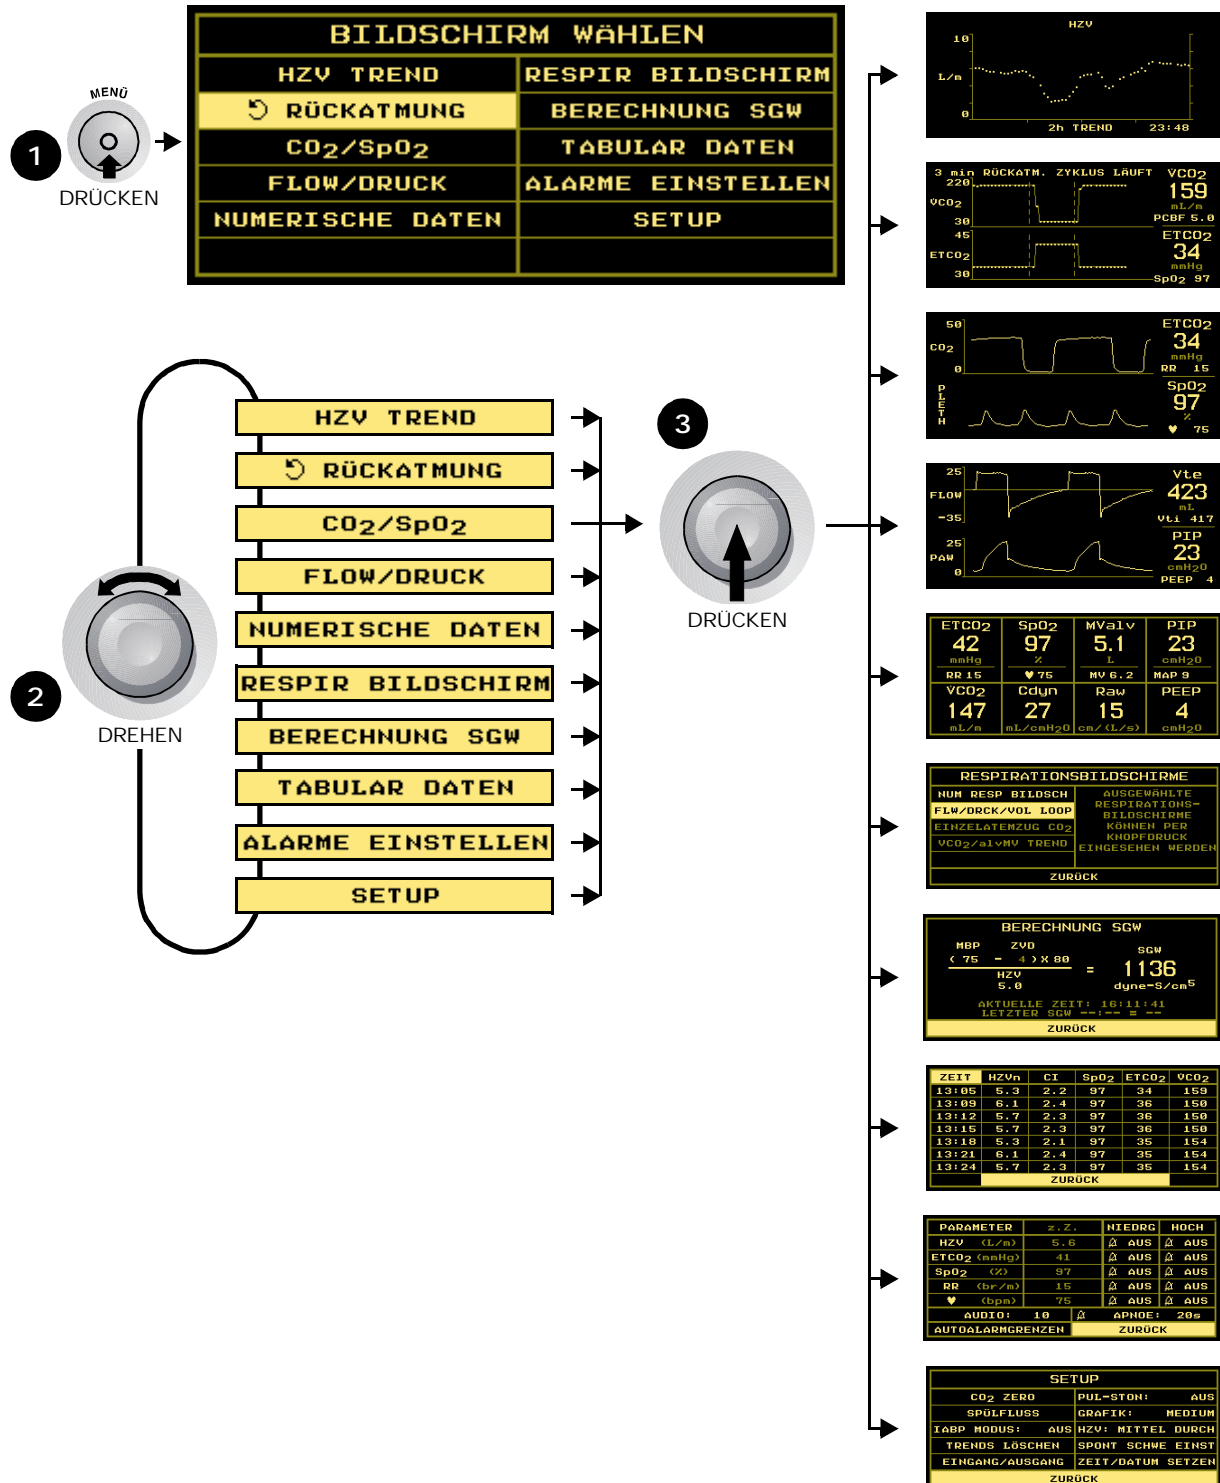 BILDSCHIRM WÄHLEN
HZV TREND
RESPIR BILDSCHIRM
RÜCKATMUNG
BERECHNUNG SGW
CO2/SpO2
TABULAR DATEN
FLOW/DRUCK
ALARME EINSTELLEN
NUMERISCHE DATEN
SETUP
1
MENÜ
DRÜCKEN
HZV TREND
RÜCKATMUNG
CO2/SpO2
FLOW/DRUCK
NUMERISCHE DATEN
RESPIR BILDSCHIRM
BERECHNUNG SGW
TABULAR DATEN
ALARME EINSTELLEN
SETUP
2
DREHEN
3
DRÜCKEN
HZV
10
L/m
0
2h TREND 23:48
3 min RÜCKATM. ZYKLUS LÄUFT
220
V̇CO2
30
45
ETCO2
30
V̇CO2
159
mL/m
PCBF 5.0
ETCO2
34
mmHg
SpO2 97
50
CO2
0
PLETH
ETCO2
34
mmHg
RR 15
SpO2
97
%
♥ 75
25
FLOW
-35
25
PAW
0
Vte
423
mL
Vti 417
PIP
23
cmH2O
PEEP 4
ETCO2 SpO2 MValv PIP
42 97 5.1 23
mmHg % L cmH2O
RR 15 ♥ 75 MV 6.2 MAP 9
V̇CO2 Cdyn Raw PEEP
147 27 15 4
mL/m mL/cmH2O cm/(L/s) cmH2O
RESPIRATIONSBILDSCHIRME
NUM RESP BILDSCH
FLW/DRCK/VOL LOOP
EINZELATEMZUG CO2
V̇CO2/alvMV TREND
AUSGEWÄHLTE
RESPIRATIONS-
BILDSCHIRME
KÖNNEN PER
KNOPFDRUCK
EINGESEHEN WERDEN
ZURÜCK
BERECHNUNG SGW
MBP ZVD
( 75 - 4 ) X 80
HZV
5.0
=
SGW
1136
dyne-S/cm5
AKTUELLE ZEIT: 16:11:41
LETZTER SGW --:-- = --
ZURÜCK
ZEIT HZVn CI SpO2 ETCO2 V̇CO2
13:05 5.3 2.2 97 34 159
13:09 6.1 2.4 97 36 150
13:12 5.7 2.3 97 36 150
13:15 5.7 2.3 97 36 150
13:18 5.3 2.1 97 35 154
13:21 6.1 2.4 97 35 154
13:24 5.7 2.3 97 35 154
ZURÜCK
PARAMETER z.Z. NIEDRG HOCH
HZV (L/m) 5.6 AUS AUS
ETCO2 (mmHg) 41 AUS AUS
SpO2 (%) 97 AUS AUS
RR (br/m) 15 AUS AUS
♥ (bpm) 75 AUS AUS
AUDIO: 10 APNOE: 20s
AUTOALARMGRENZEN ZURÜCK
SETUP
CO2 ZERO PUL-STON: AUS
SPÜLFLUSS GRAFIK: MEDIUM
IABP MODUS: AUS HZV: MITTEL DURCH
TRENDS LÖSCHEN SPONT SCHWE EINST
EINGANG/AUSGANG ZEIT/DATUM SETZEN
ZURÜCK